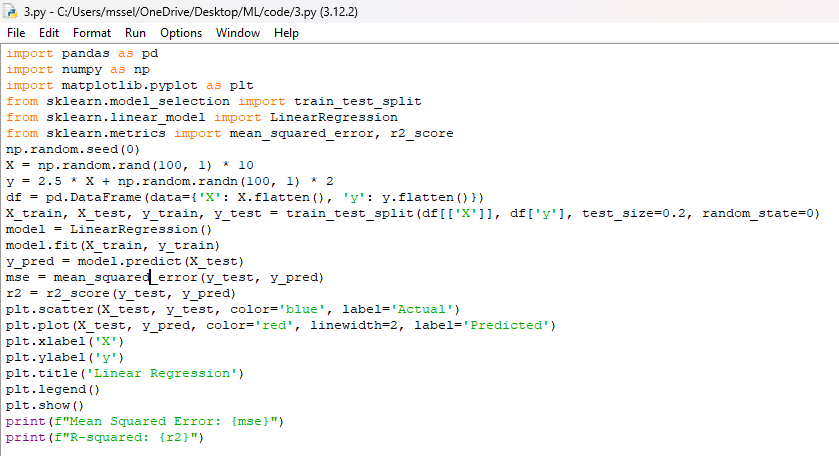 3.py - C:/Users/mssel/OneDrive/Desktop/ML/code/3.py (3.12.2)
File Edit Format Run Options Window Help
import pandas as pd
import numpy as np
import matplotlib.pyplot as plt
from sklearn.model_selection import train_test_split
from sklearn.linear_model import LinearRegression
from sklearn.metrics import mean_squared_error, r2_score
np.random.seed(0)
X = np.random.rand(100, 1) * 10
y = 2.5 * X + np.random.randn(100, 1) * 2
df = pd.DataFrame(data={'X': X.flatten(), 'y': y.flatten()})
X_train, X_test, y_train, y_test = train_test_split(df[['X']], df['y'], test_size=0.2, random_state=0)
model = LinearRegression()
model.fit(X_train, y_train)
y_pred = model.predict(X_test)
mse = mean_squared_error(y_test, y_pred)
r2 = r2_score(y_test, y_pred)
plt.scatter(X_test, y_test, color='blue', label='Actual')
plt.plot(X_test, y_pred, color='red', linewidth=2, label='Predicted')
plt.xlabel('X')
plt.ylabel('y')
plt.title('Linear Regression')
plt.legend()
plt.show()
print(f"Mean Squared Error: {mse}")
print(f"R-squared: {r2}")